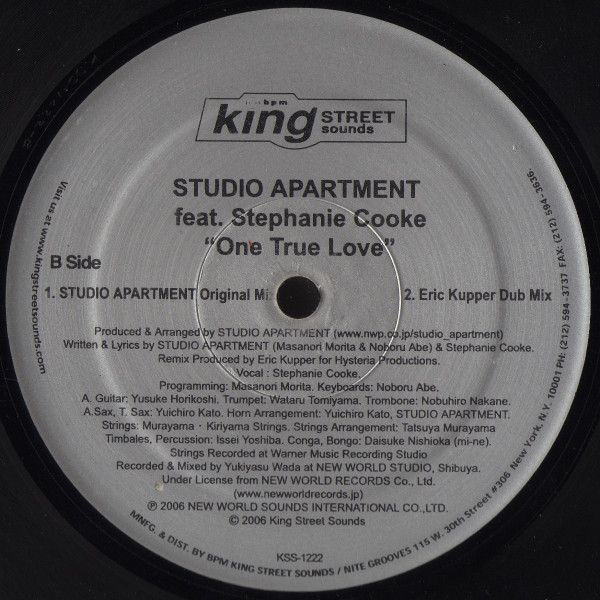 bpm
king STREET
sounds
STUDIO APARTMENT
feat. Stephanie Cooke
“One True Love”
B Side
1. STUDIO APARTMENT Original Mix
2. Eric Kupper Dub Mix
Produced & Arranged by STUDIO APARTMENT (www.nwp.co.jp/studio_apartment)
Written & Lyrics by STUDIO APARTMENT (Masanori Morita & Noboru Abe) & Stephanie Cooke.
Remix Produced by Eric Kupper for Hysteria Productions.
Vocal : Stephanie Cooke.
Programming: Masanori Morita. Keyboards: Noboru Abe.
A. Guitar: Yusuke Horikoshi. Trumpet: Wataru Tomiyama. Trombone: Nobuhiro Nakane.
A.Sax, T. Sax: Yuichiro Kato. Horn Arrangement: Yuichiro Kato, STUDIO APARTMENT.
Strings: Murayama・Kiriyama Strings. Strings Arrangement: Tatsuya Murayama
Timbales, Percussion: Issei Yoshiba. Conga, Bongo: Daisuke Nishioka (mi-ne).
Strings Recorded at Warner Music Recording Studio
Recorded & Mixed by Yukiyasu Wada at NEW WORLD STUDIO, Shibuya.
Under License from NEW WORLD RECORDS Co., Ltd.
(www.newworldrecords.jp)
℗ 2006 NEW WORLD SOUNDS INTERNATIONAL CO.,LTD.
© 2006 King Street Sounds
KSS-1222
Visit us at www.kingstreetsounds.com
MNFG. & DIST. BY BPM KING STREET SOUNDS / NITE GROOVES 115 W. 30th Street #306 New York, N.Y. 10001 PH: (212) 594-3737 FAX: (212) 594-3636.